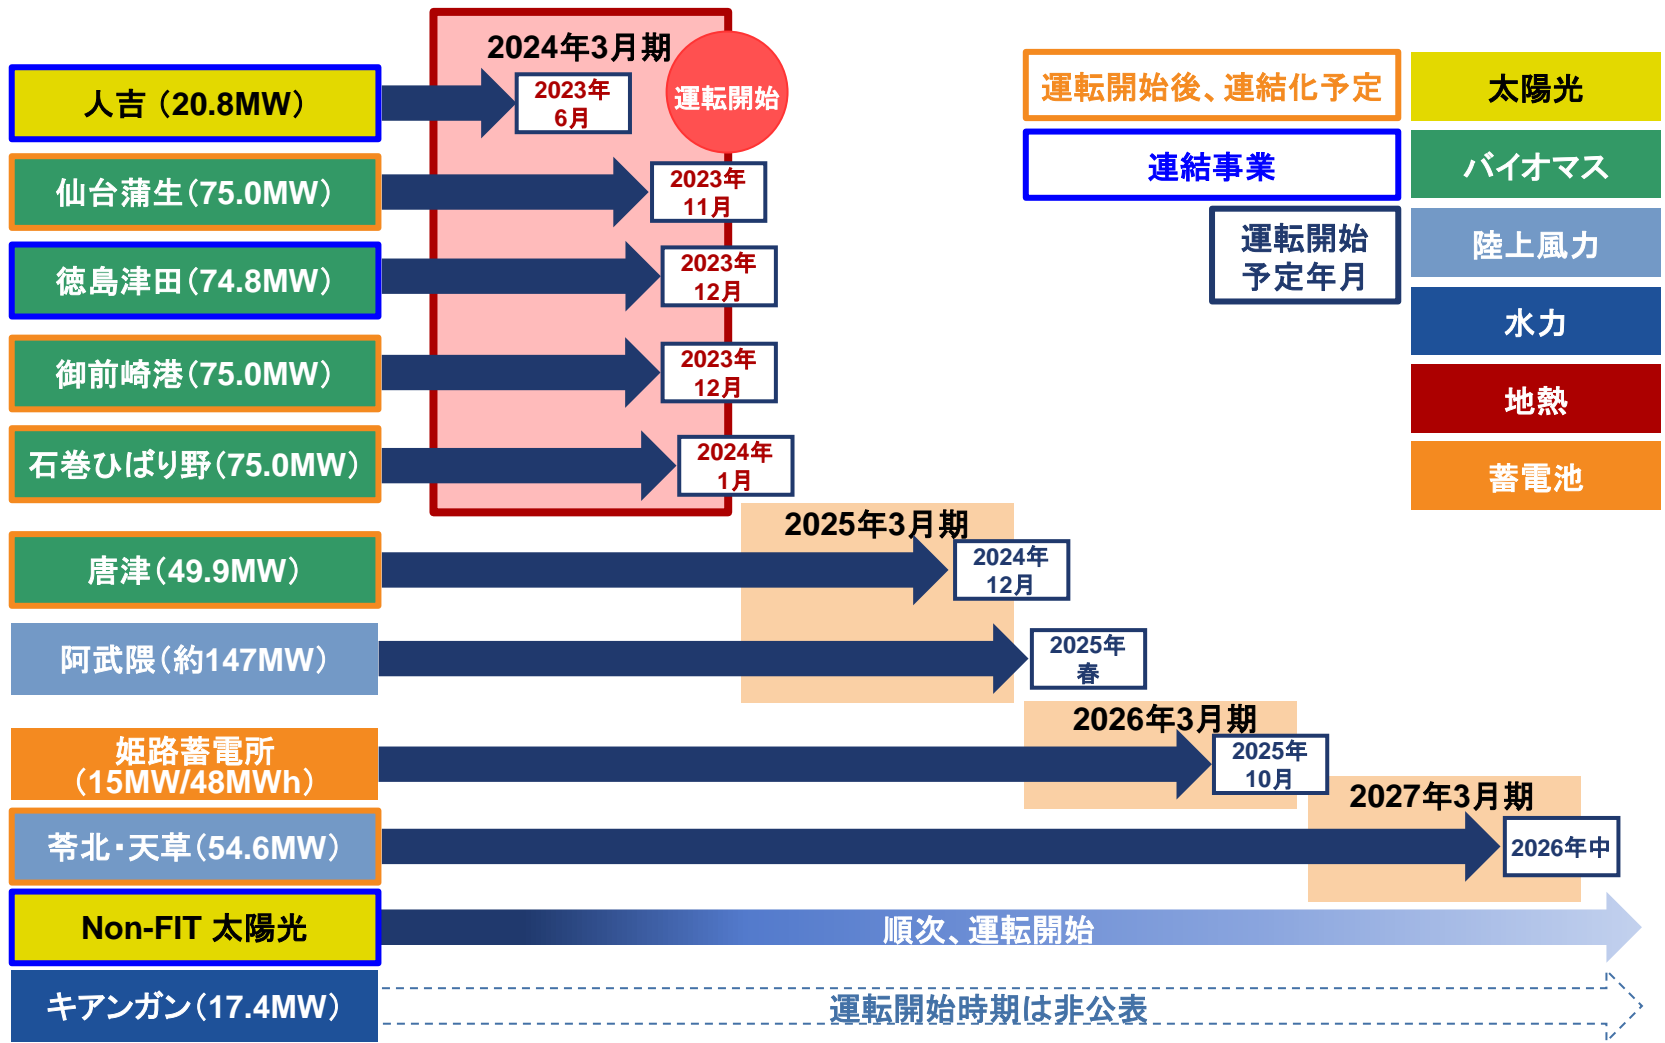 2024年3月期
運転開始
人吉 （20.8MW）
2023年
6月
仙台蒲生（75.0MW）
2023年
11月
徳島津田（74.8MW）
2023年
12月
御前崎港（75.0MW）
2023年
12月
石巻ひばり野（75.0MW）
2024年
1月
2025年3月期
唐津（49.9MW）
2024年
12月
阿武隈（約147MW）
2025年
春
2026年3月期
姫路蓄電所
（15MW/48MWh）
2025年
10月
2027年3月期
苓北・天草（54.6MW）
2026年中
Non-FIT 太陽光
順次、運転開始
キアンガン（17.4MW）
運転開始時期は非公表
運転開始後、連結化予定
連結事業
運転開始
予定年月
太陽光
バイオマス
陸上風力
水力
地熱
蓄電池